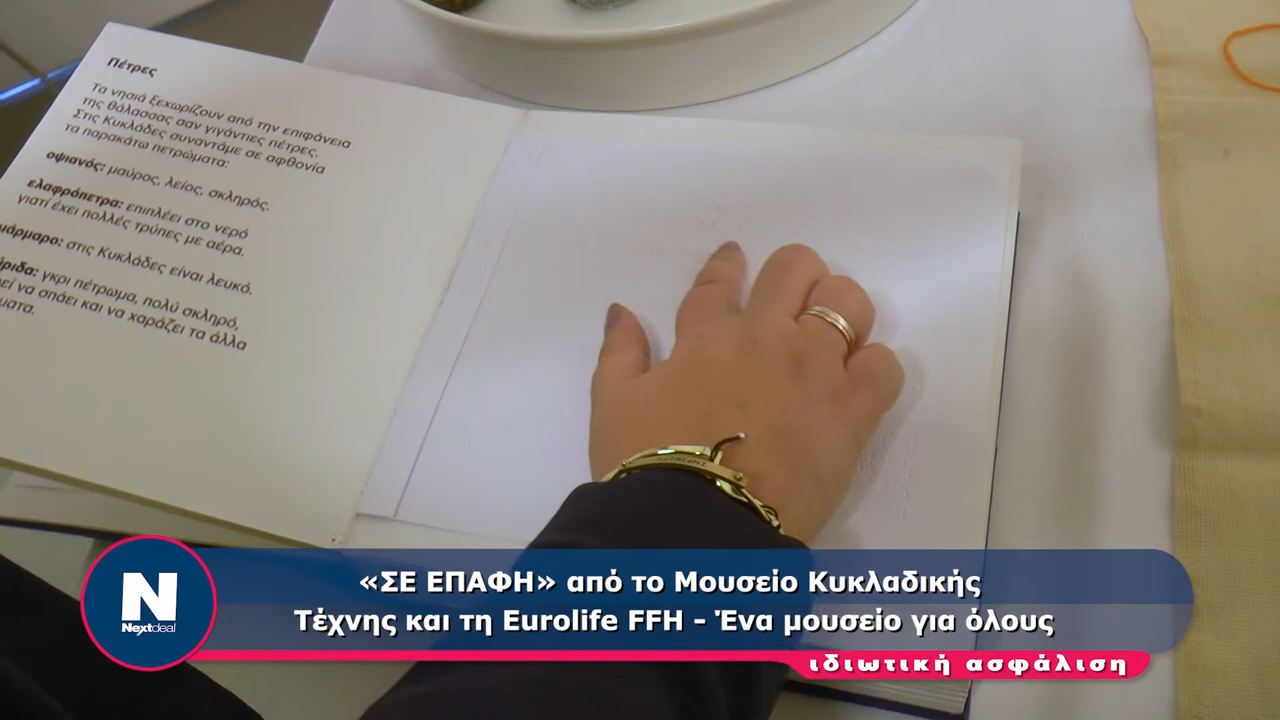 Πέτρες
Τα νησιά ξεχωρίζουν από την επιφάνεια
της θάλασσας σαν γιγάντιες πέτρες.
Στις Κυκλάδες συναντάμε σε αφθονία
τα παρακάτω πετρώματα:
οψιανός: μαύρος, λείος, σκληρός.
ελαφρόπετρα: επιπλέει στο νερό
γιατί έχει πολλές τρύπες με αέρα.
μάρμαρο: στις Κυκλάδες είναι λευκό.
γκρι πέτρωμα, πολύ σκληρό,
να σπάει και να χαράζει τα άλλα
«ΣΕ ΕΠΑΦΗ» από το Μουσείο Κυκλαδικής
Τέχνης και τη Eurolife FFH - Ένα μουσείο για όλους
N
Nextdeal
ιδιωτική ασφάλιση